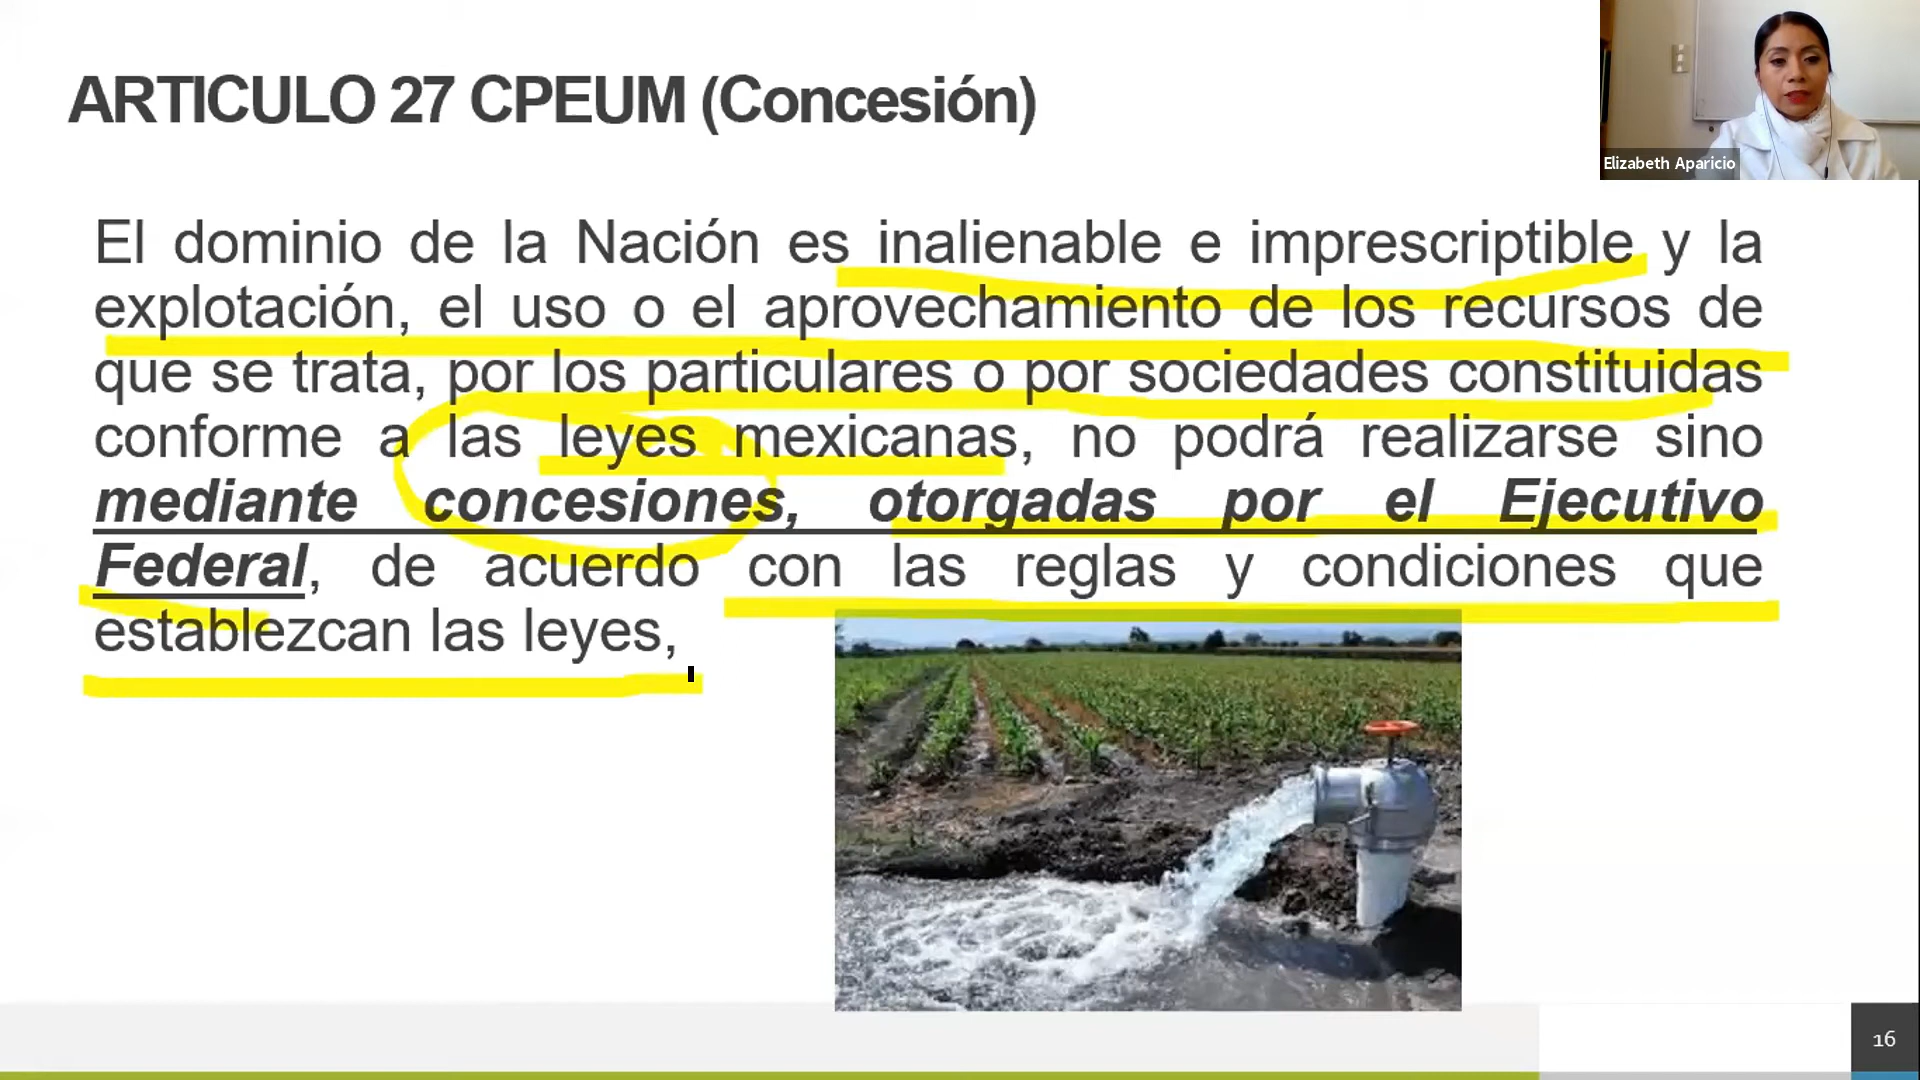 ARTICULO 27 CPEUM (Concesión)
Elizabeth Aparicio
El dominio de la Nación es inalienable e imprescriptible y la
explotación, el uso o el aprovechamiento de los recursos de
que se trata, por los particulares o por sociedades constituidas
conforme a las leyes mexicanas, no podrá realizarse sino
mediante concesiones, otorgadas por el Ejecutivo
Federal, de acuerdo con las reglas y condiciones que
establezcan las leyes,
16